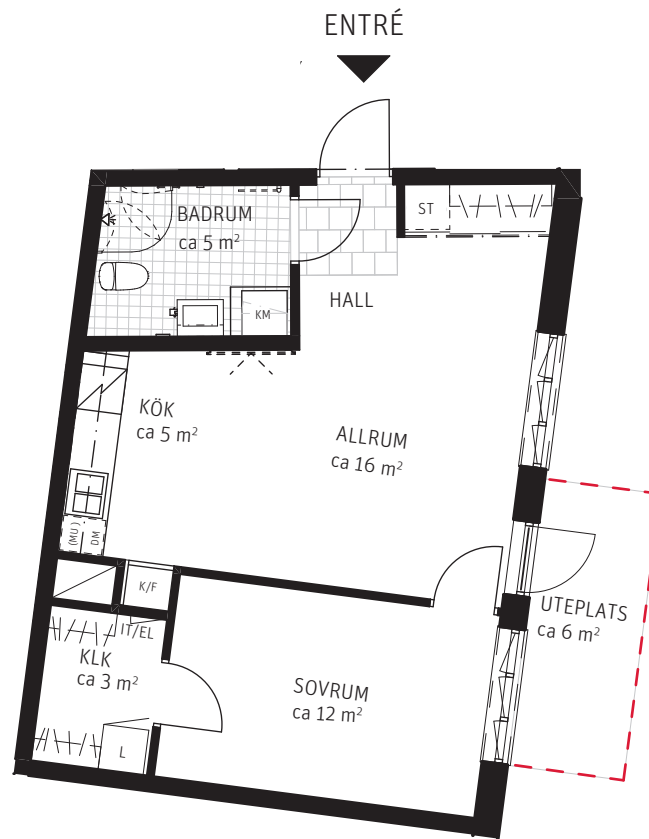 ENTRÉ
BADRUM
ca 5 m²
ST
KM
HALL
KÖK
ca 5 m²
ALLRUM
ca 16 m²
(MU)
DM
K/F
IT/EL
KLK
ca 3 m²
UTEPLATS
ca 6 m²
SOVRUM
ca 12 m²
L